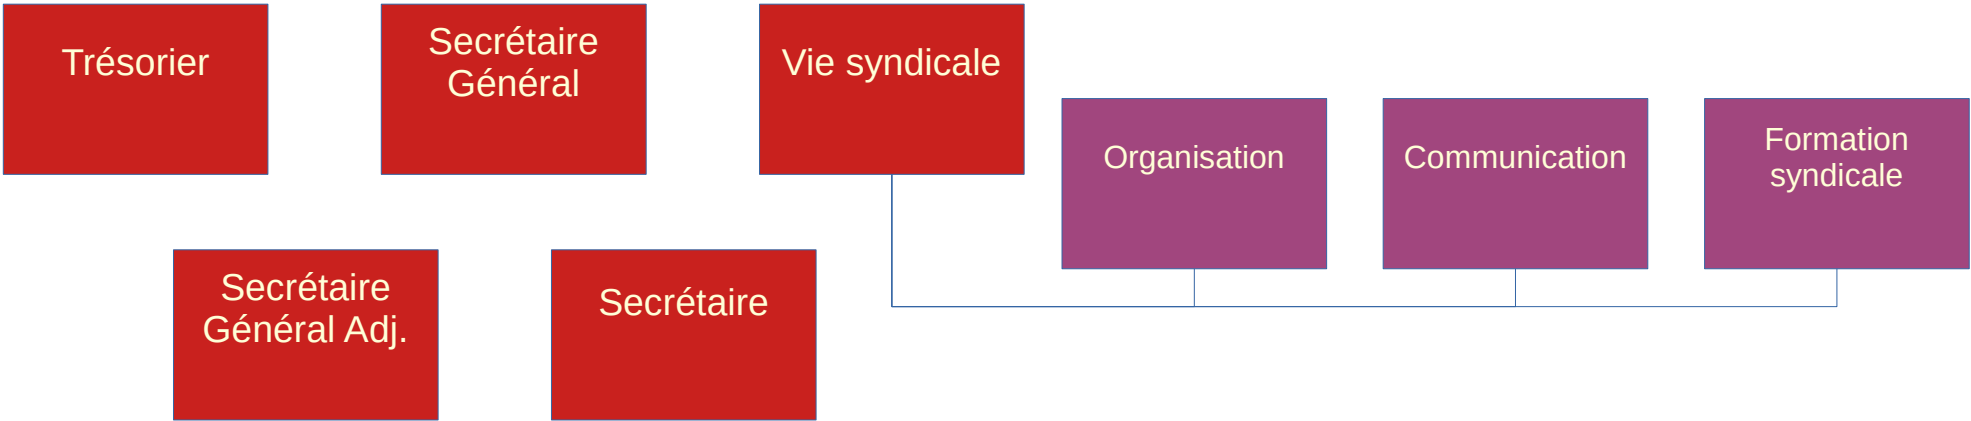 Trésorier
Secrétaire
Général
Vie syndicale
Organisation
Communication
Formation
syndicale
Secrétaire
Général Adj.
Secrétaire